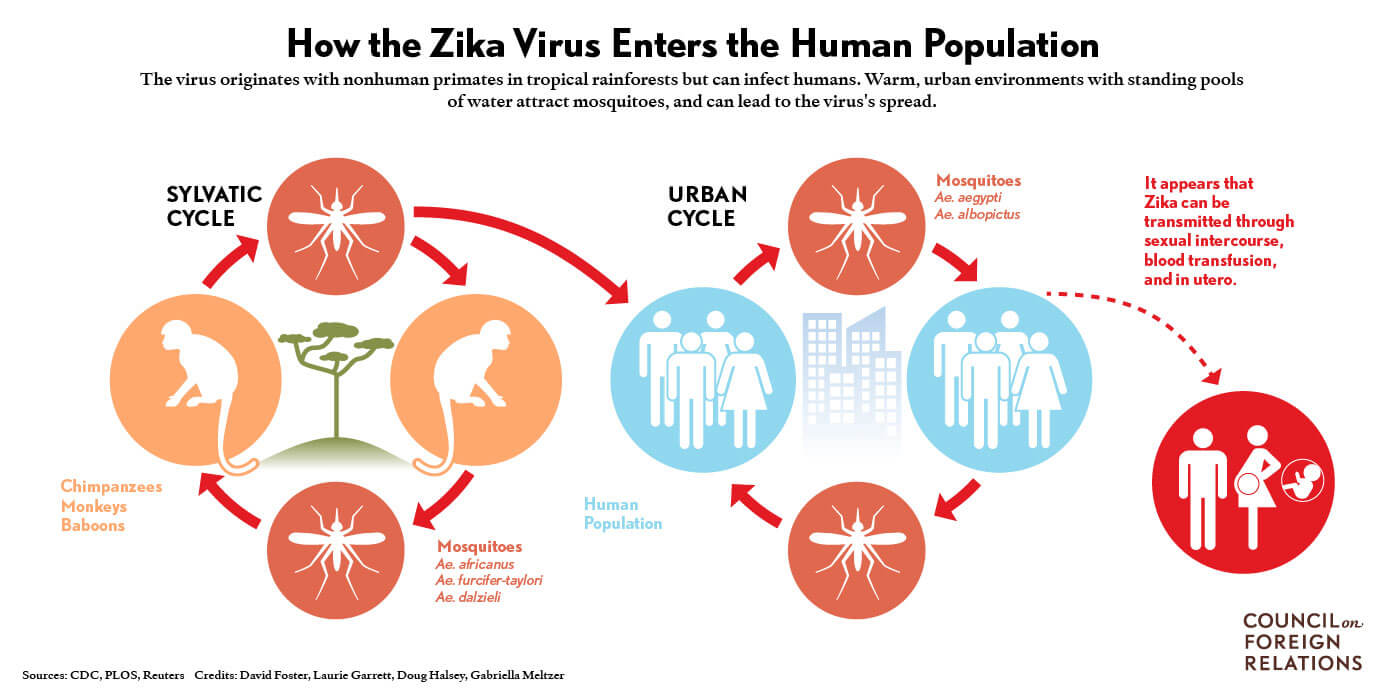 How the Zika Virus Enters the Human Population
The virus originates with nonhuman primates in tropical rainforests but can infect humans. Warm, urban environments with standing pools
of water attract mosquitoes, and can lead to the virus's spread.
SYLVATIC
CYCLE
URBAN
CYCLE
Mosquitoes
Ae. aegypti
Ae. albopictus
It appears that
Zika can be
transmitted through
sexual intercourse,
blood transfusion,
and in utero.
Chimpanzees
Monkeys
Baboons
Mosquitoes
Ae. africanus
Ae. furcifer-taylori
Ae. dalzieli
Human
Population
COUNCIL on
FOREIGN
RELATIONS
Sources: CDC, PLOS, Reuters Credits: David Foster, Laurie Garrett, Doug Halsey, Gabriella Meltzer